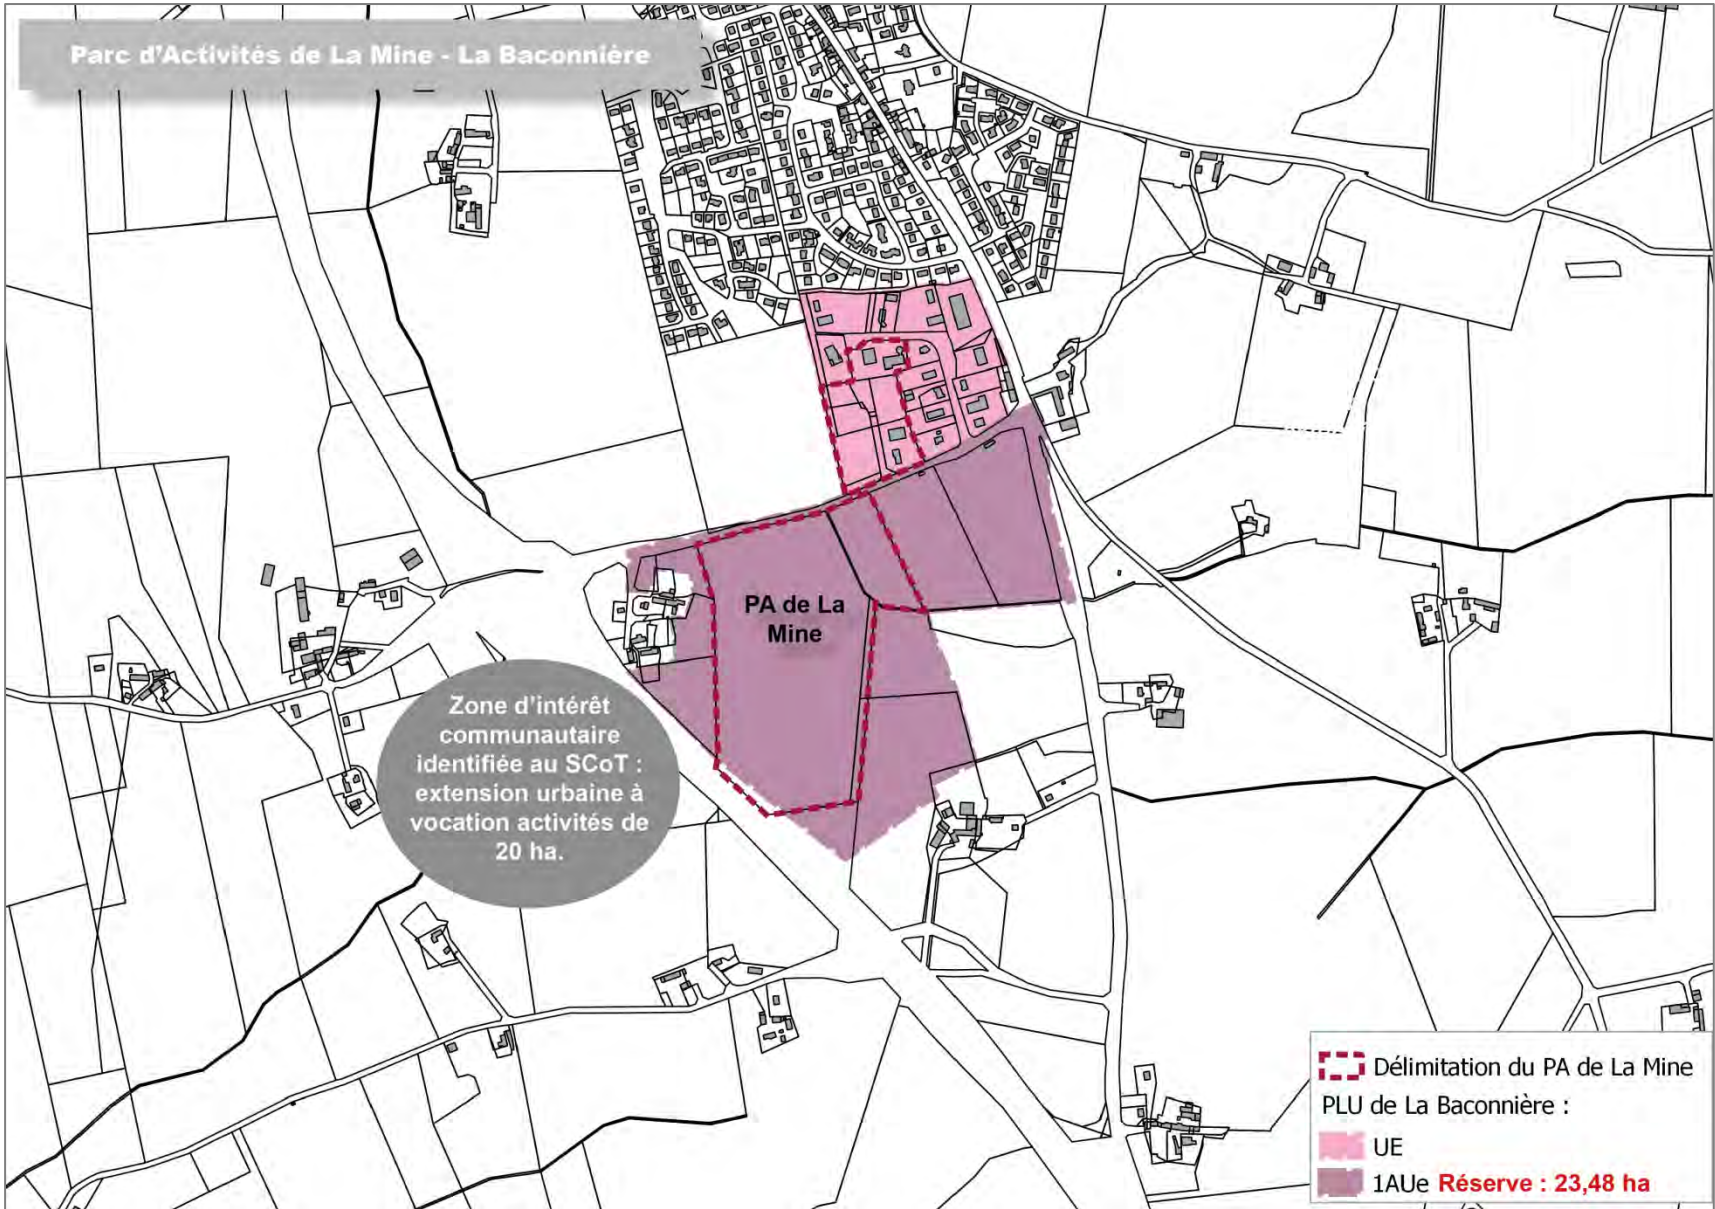 Parc d'Activités de La Mine - La Baconnière
PA de La
Mine
Zone d'intérêt
communautaire
identifiée au SCoT :
extension urbaine à
vocation activités de
20 ha.
Délimitation du PA de La Mine
PLU de La Baconnière :
UE
1AUe Réserve : 23,48 ha